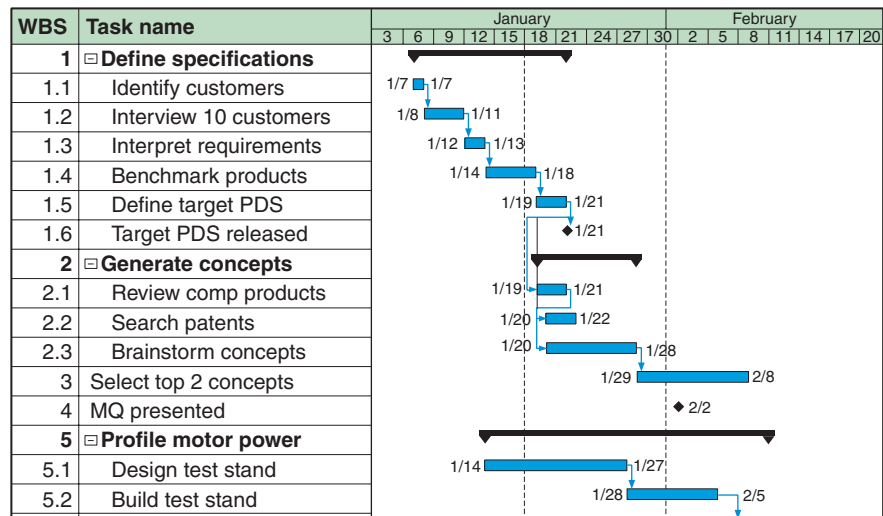 WBS Task name January February
3 6 9 12 15 18 21 24 27 30 2 5 8 11 14 17 20
1 Define specifications
1.1 Identify customers 1/7 1/7
1.2 Interview 10 customers 1/8 1/11
1.3 Interpret requirements 1/12 1/13
1.4 Benchmark products 1/14 1/18
1.5 Define target PDS 1/19 1/21
1.6 Target PDS released 1/21
2 Generate concepts
2.1 Review comp products 1/19 1/21
2.2 Search patents 1/20 1/22
2.3 Brainstorm concepts 1/20 1/28
3 Select top 2 concepts 1/29 2/8
4 MQ presented 2/2
5 Profile motor power
5.1 Design test stand 1/14 1/27
5.2 Build test stand 1/28 2/5